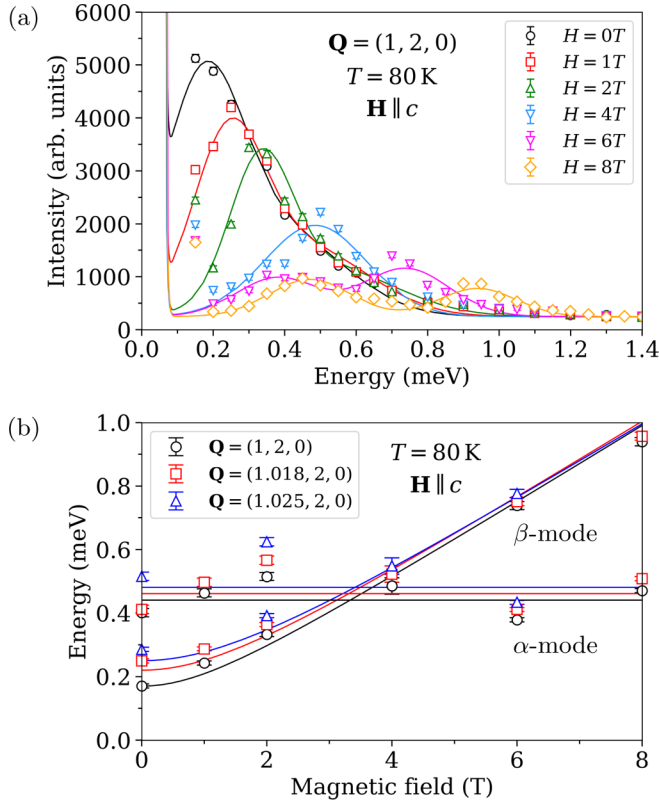 (a)
6000
5000
4000
3000
2000
1000
0
Intensity (arb. units)
Q = (1, 2, 0)
T = 80 K
H ∥ c
H = 0T
H = 1T
H = 2T
H = 4T
H = 6T
H = 8T
0.0 0.2 0.4 0.6 0.8 1.0 1.2 1.4
Energy (meV)
(b)
1.0
0.8
0.6
0.4
0.2
0.0
Energy (meV)
Q = (1, 2, 0)
Q = (1.018, 2, 0)
Q = (1.025, 2, 0)
T = 80 K
H ∥ c
β-mode
α-mode
0 2 4 6 8
Magnetic field (T)